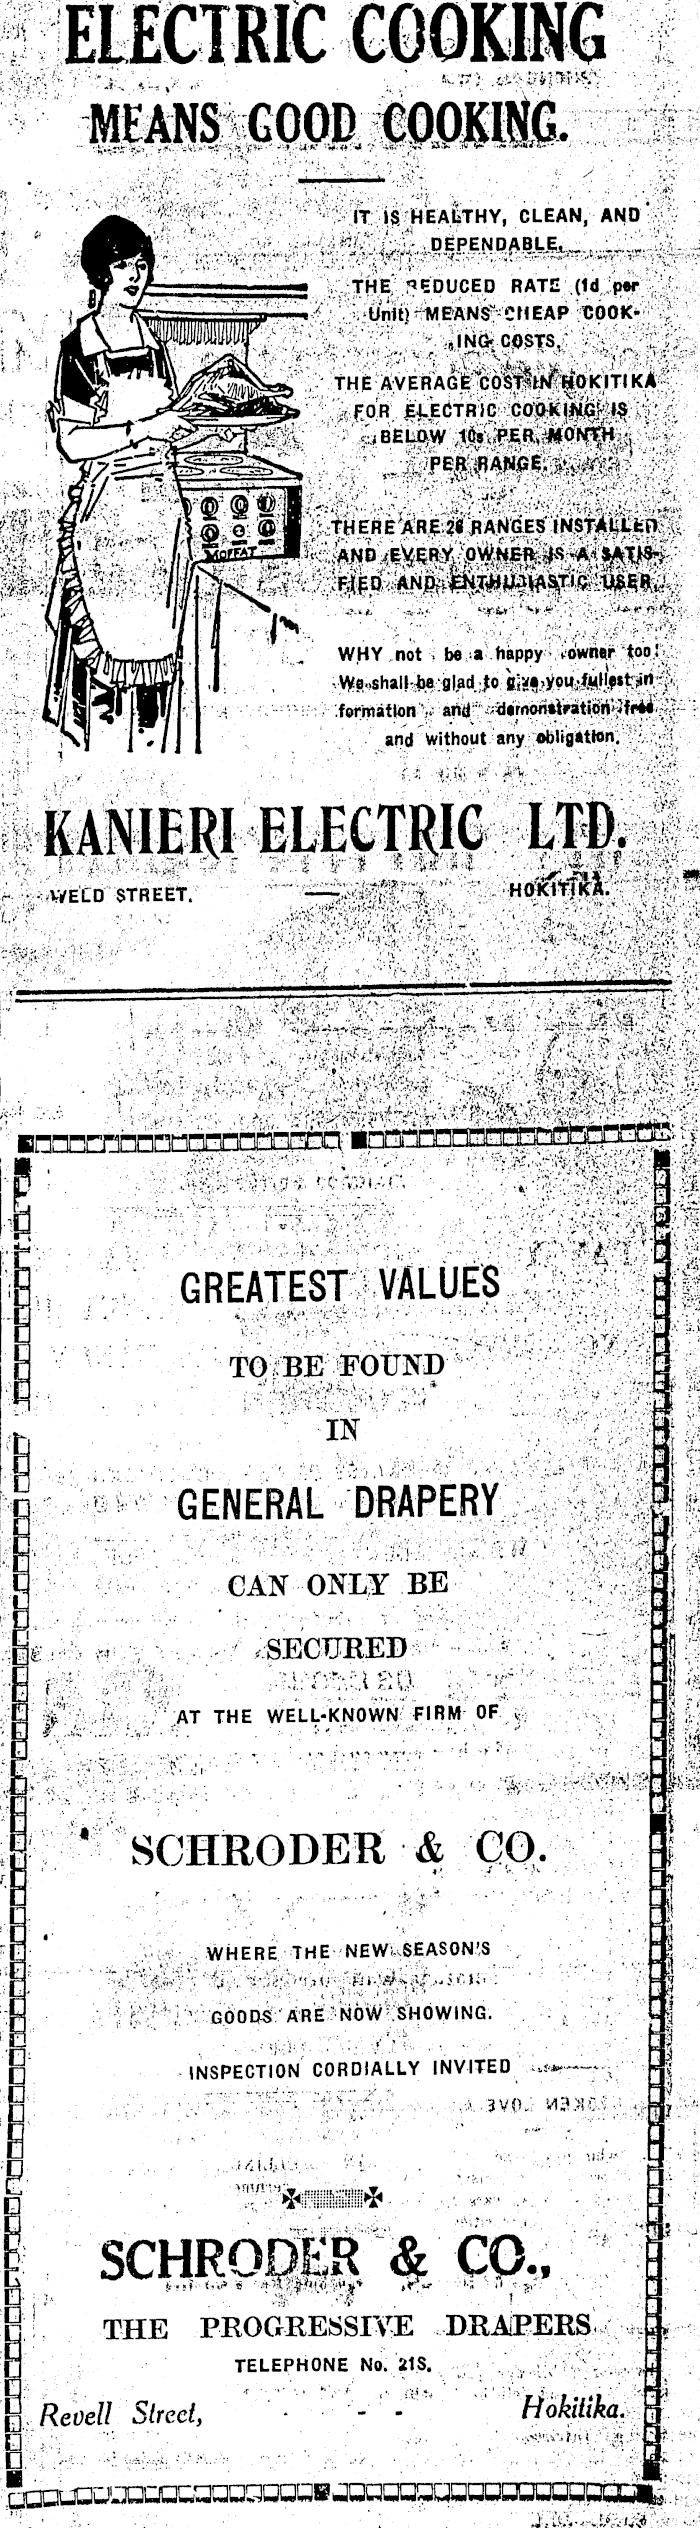 ELECTRIC COOKING
MEANS GOOD COOKING.
IT IS HEALTHY, CLEAN, AND
DEPENDABLE.
THE REDUCED RATE (1d per
Unit) MEANS CHEAP COOK-
ING COSTS.
THE AVERAGE COST IN HOKITIKA
FOR ELECTRIC COOKING IS
BELOW 10s PER MONTH
PER RANGE.
THERE ARE RANGES INSTALLED
AND EVERY OWNER IS A SATIS-
FIED AND ENTHUSIASTIC USER.
WHY not be a happy owner too!
We shall be glad to give you fullest in
formation and demonstration free
and without any obligation.
MOFFAT
KANIERI ELECTRIC LTD.
WELD STREET. — HOKITIKA.
GREATEST VALUES
TO BE FOUND
IN
GENERAL DRAPERY
CAN ONLY BE
SECURED
AT THE WELL-KNOWN FIRM OF
SCHRODER & CO.
WHERE THE NEW SEASON'S
GOODS ARE NOW SHOWING.
INSPECTION CORDIALLY INVITED
SCHRODER & CO.,
THE PROGRESSIVE DRAPERS
TELEPHONE No. 21S.
Revell Street, - - Hokitika.